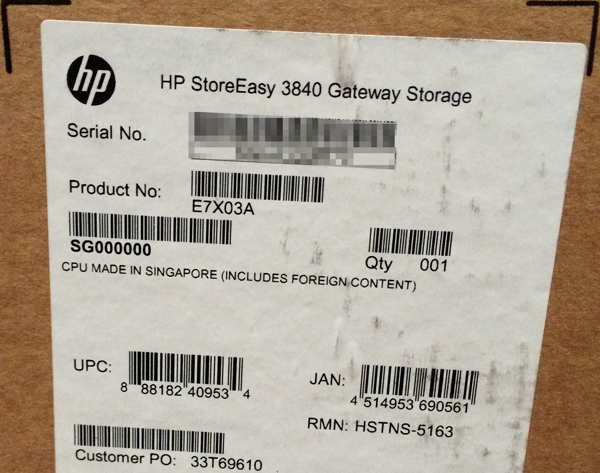 hp
HP StoreEasy 3840 Gateway Storage
Serial No.
Product No:
E7X03A
SG000000
Qty 001
CPU MADE IN SINGAPORE (INCLUDES FOREIGN CONTENT)
UPC:
8 88182 40953 4
JAN:
4 514953 690561
RMN: HSTNS-5163
Customer PO: 33T69610